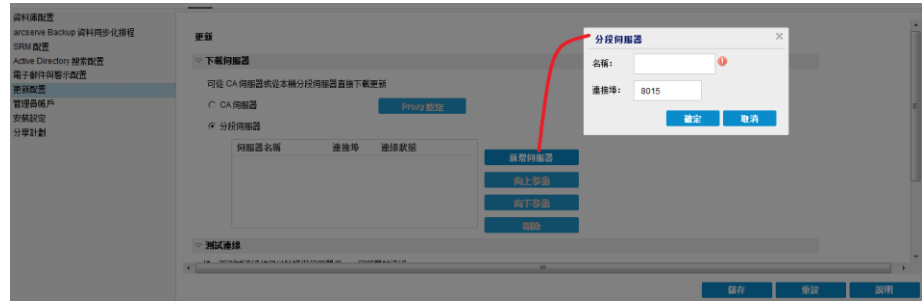 資料庫配置
arcserve Backup 資料同步化排程
SRM 配置
Active Directory 搜索配置
電子郵件與警示配置
更新配置
管理員帳戶
安裝設定
分享計劃
更新
下載伺服器
可從 CA 伺服器或從本機分段伺服器直接下載更新
CA 伺服器
Proxy 設定
分段伺服器
伺服器名稱 連接埠 連線狀態
新增伺服器
向上移動
向下移動
刪除
測試連線
分段伺服器
名稱:
連接埠: 8015
確定 取消
儲存 重設 說明